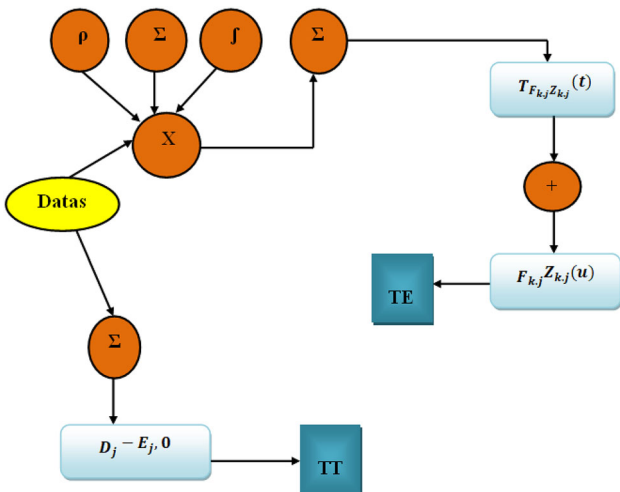 ρ
Σ
∫
Σ
X
T_{F_{k.j}Z_{k.j}}(t)
Datas
+
F_{k.j}Z_{k.j}(u)
TE
Σ
D_j − E_j, 0
TT